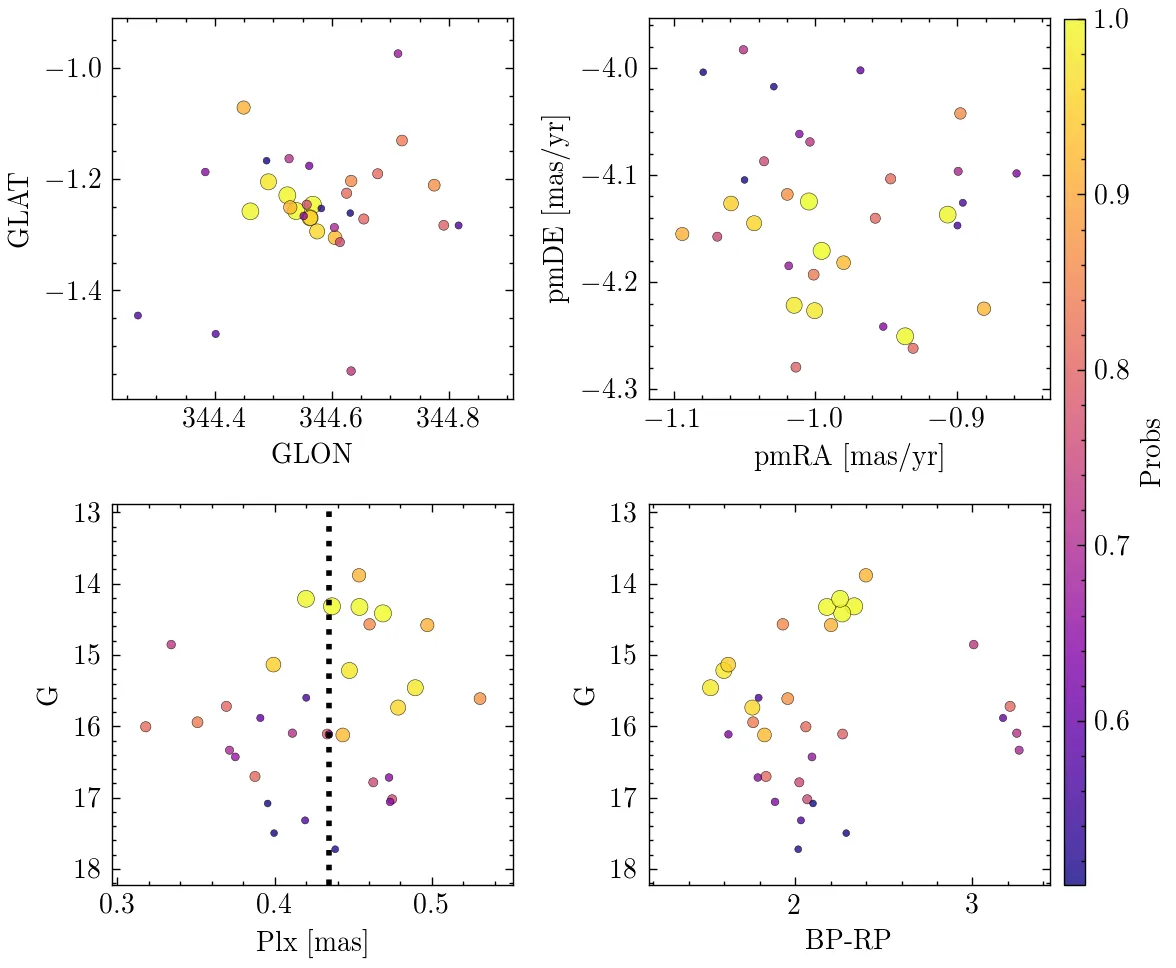 −1.0
−1.2
−1.4
GLAT
344.4 344.6 344.8
GLON
−4.0
−4.1
−4.2
−4.3
pmDE [mas/yr]
−1.1 −1.0 −0.9
pmRA [mas/yr]
1.0
0.9
0.8
0.7
0.6
Probs
13
14
15
16
17
18
G
0.3 0.4 0.5
Plx [mas]
13
14
15
16
17
18
G
2 3
BP-RP